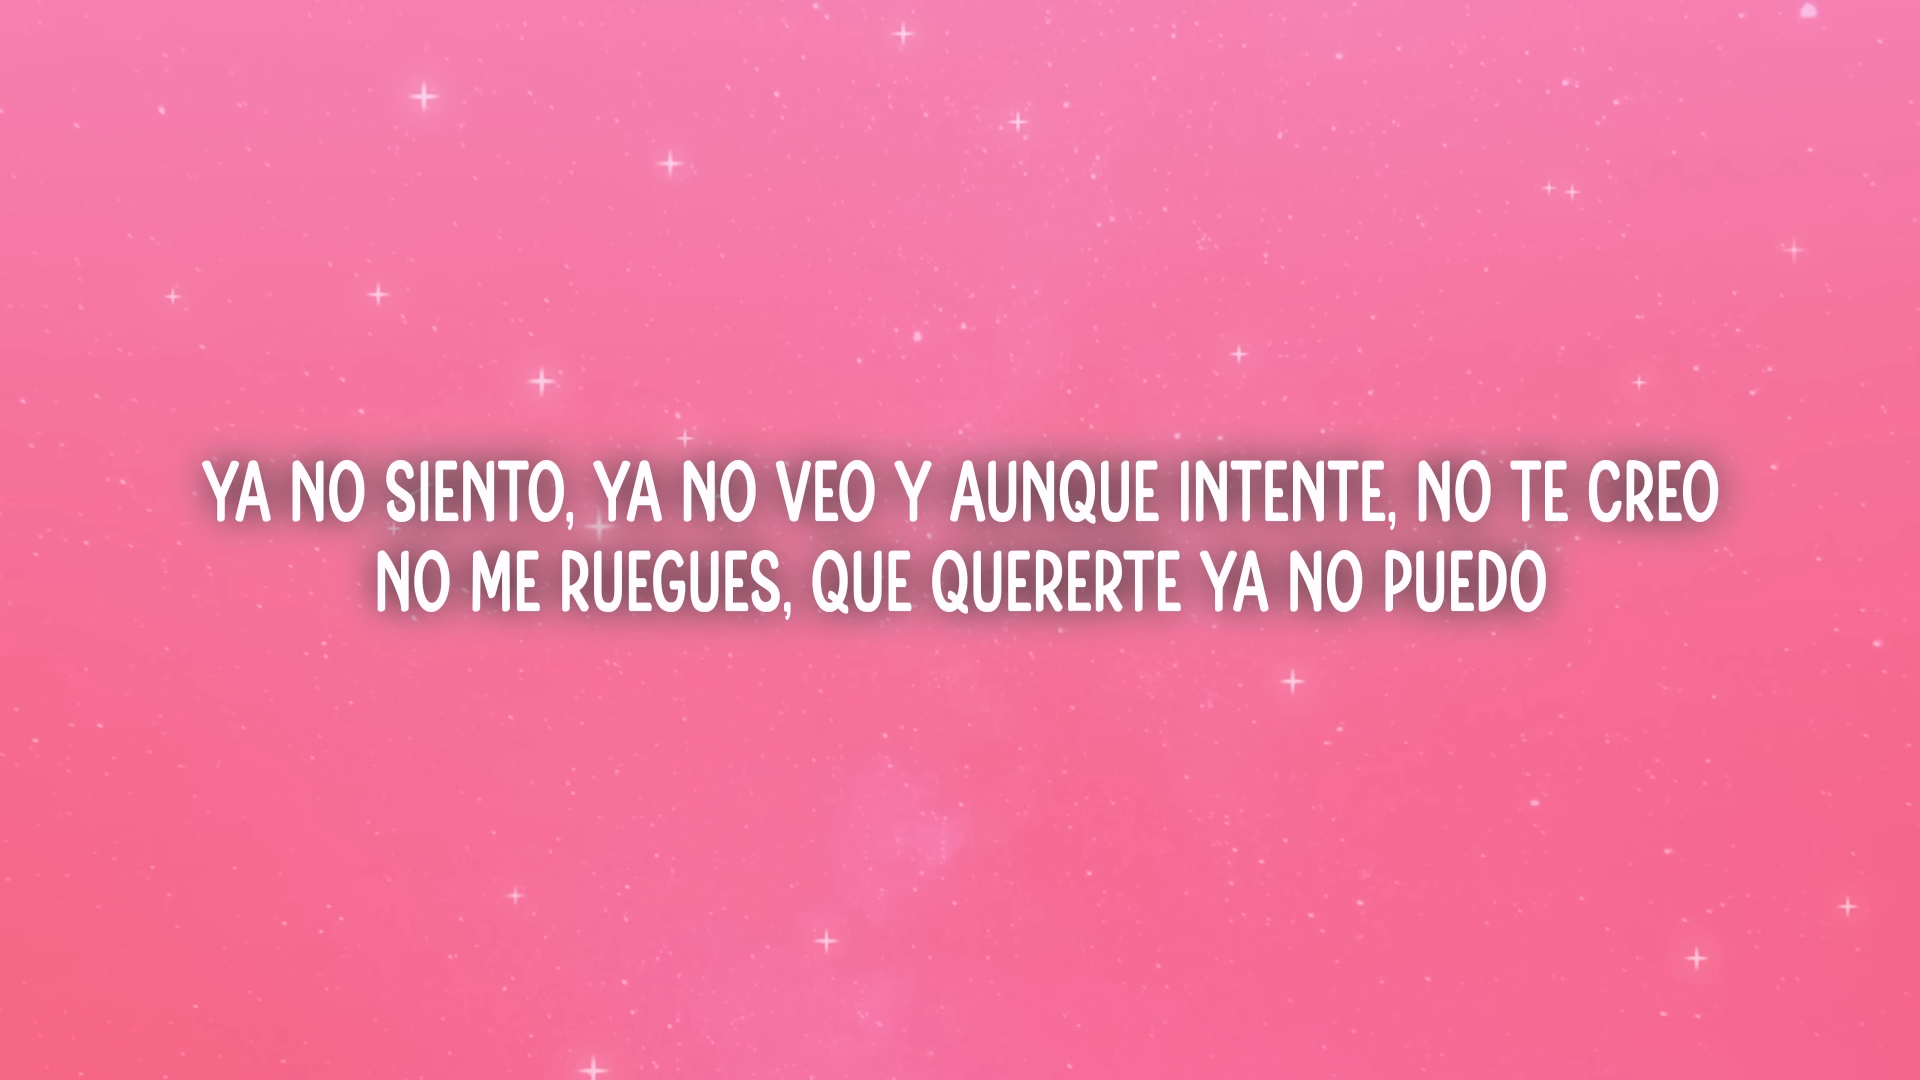 YA NO SIENTO, YA NO VEO Y AUNQUE INTENTE, NO TE CREO
NO ME RUEGUES, QUE QUERERTE YA NO PUEDO